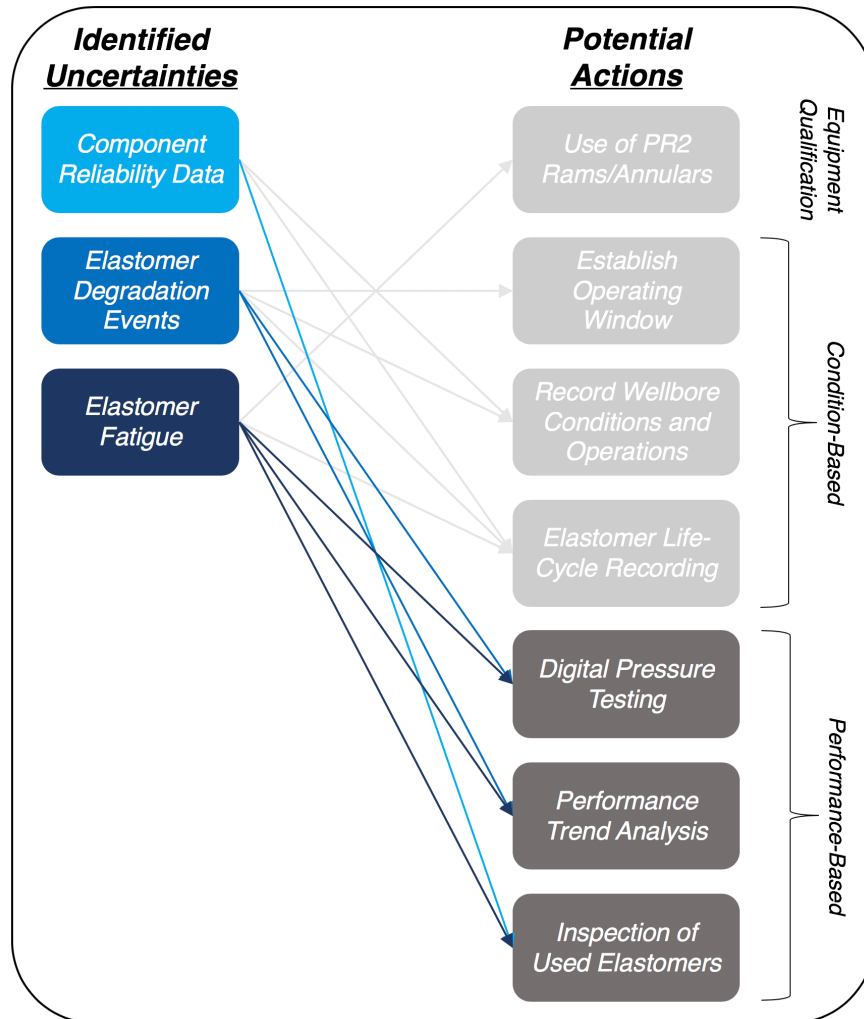 Identified
Uncertainties
Component
Reliability Data
Elastomer
Degradation
Events
Elastomer
Fatigue
Potential
Actions
Use of PR2
Rams/Annulars
Establish
Operating
Window
Record Wellbore
Conditions and
Operations
Elastomer Life-
Cycle Recording
Digital Pressure
Testing
Performance
Trend Analysis
Inspection of
Used Elastomers
Equipment
Qualification
Condition-Based
Performance-Based